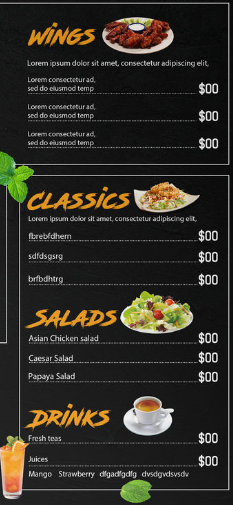 WINGS
Lorem ipsum dolor sit amet, consectetur adipiscing elit,
Lorem consectetur ad,
sed do eiusmod temp $00
Lorem consectetur ad,
sed do eiusmod temp $00
Lorem consectetur ad,
sed do eiusmod temp $00
CLASSICS
Lorem ipsum dolor sit amet, consectetur adipiscing elit,
fbrebfdhern $00
sdfdsgsrg $00
brfbdhtrg $00
SALADS
Asian Chicken salad $00
Caesar Salad $00
Papaya Salad $00
DRINKS
Fresh teas $00
Juices $00
Mango Strawberry dfgadfgdfg dvsdgvdsvsdv